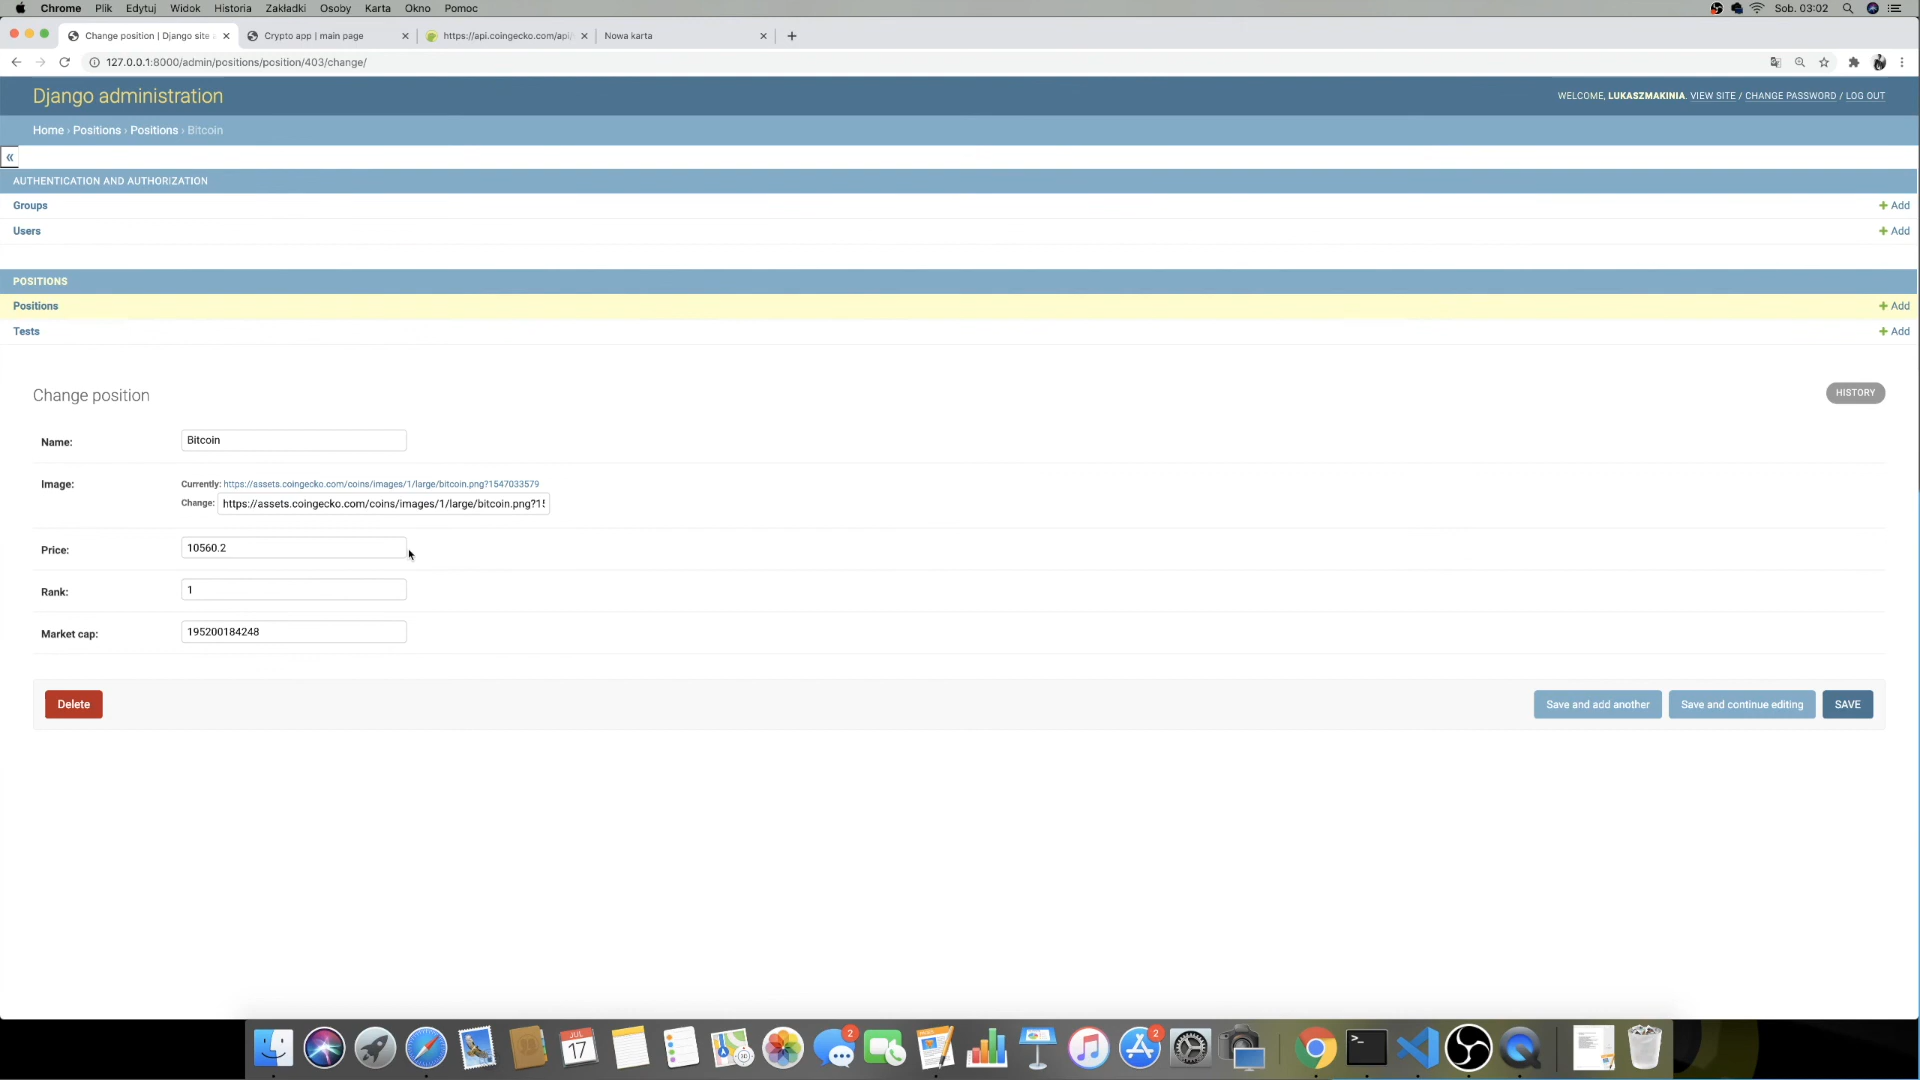 Chrome Plik Edytuj Widok Historia Zakładki Osoby Karta Okno Pomoc Sob. 03:02
Change position | Django site a Crypto app | main page https://api.coingecko.com/api/ Nowa karta
127.0.0.1:8000/admin/positions/position/403/change/
Django administration WELCOME, LUKASZMAKINIA. VIEW SITE / CHANGE PASSWORD / LOG OUT
Home › Positions › Positions › Bitcoin
«
AUTHENTICATION AND AUTHORIZATION
Groups + Add
Users + Add
POSITIONS
Positions + Add
Tests + Add
Change position HISTORY
Name: Bitcoin
Image: Currently: https://assets.coingecko.com/coins/images/1/large/bitcoin.png?1547033579
Change: https://assets.coingecko.com/coins/images/1/large/bitcoin.png?15
Price: 10560.2
Rank: 1
Market cap: 195200184248
Delete Save and add another Save and continue editing SAVE
JUL
17
2
2